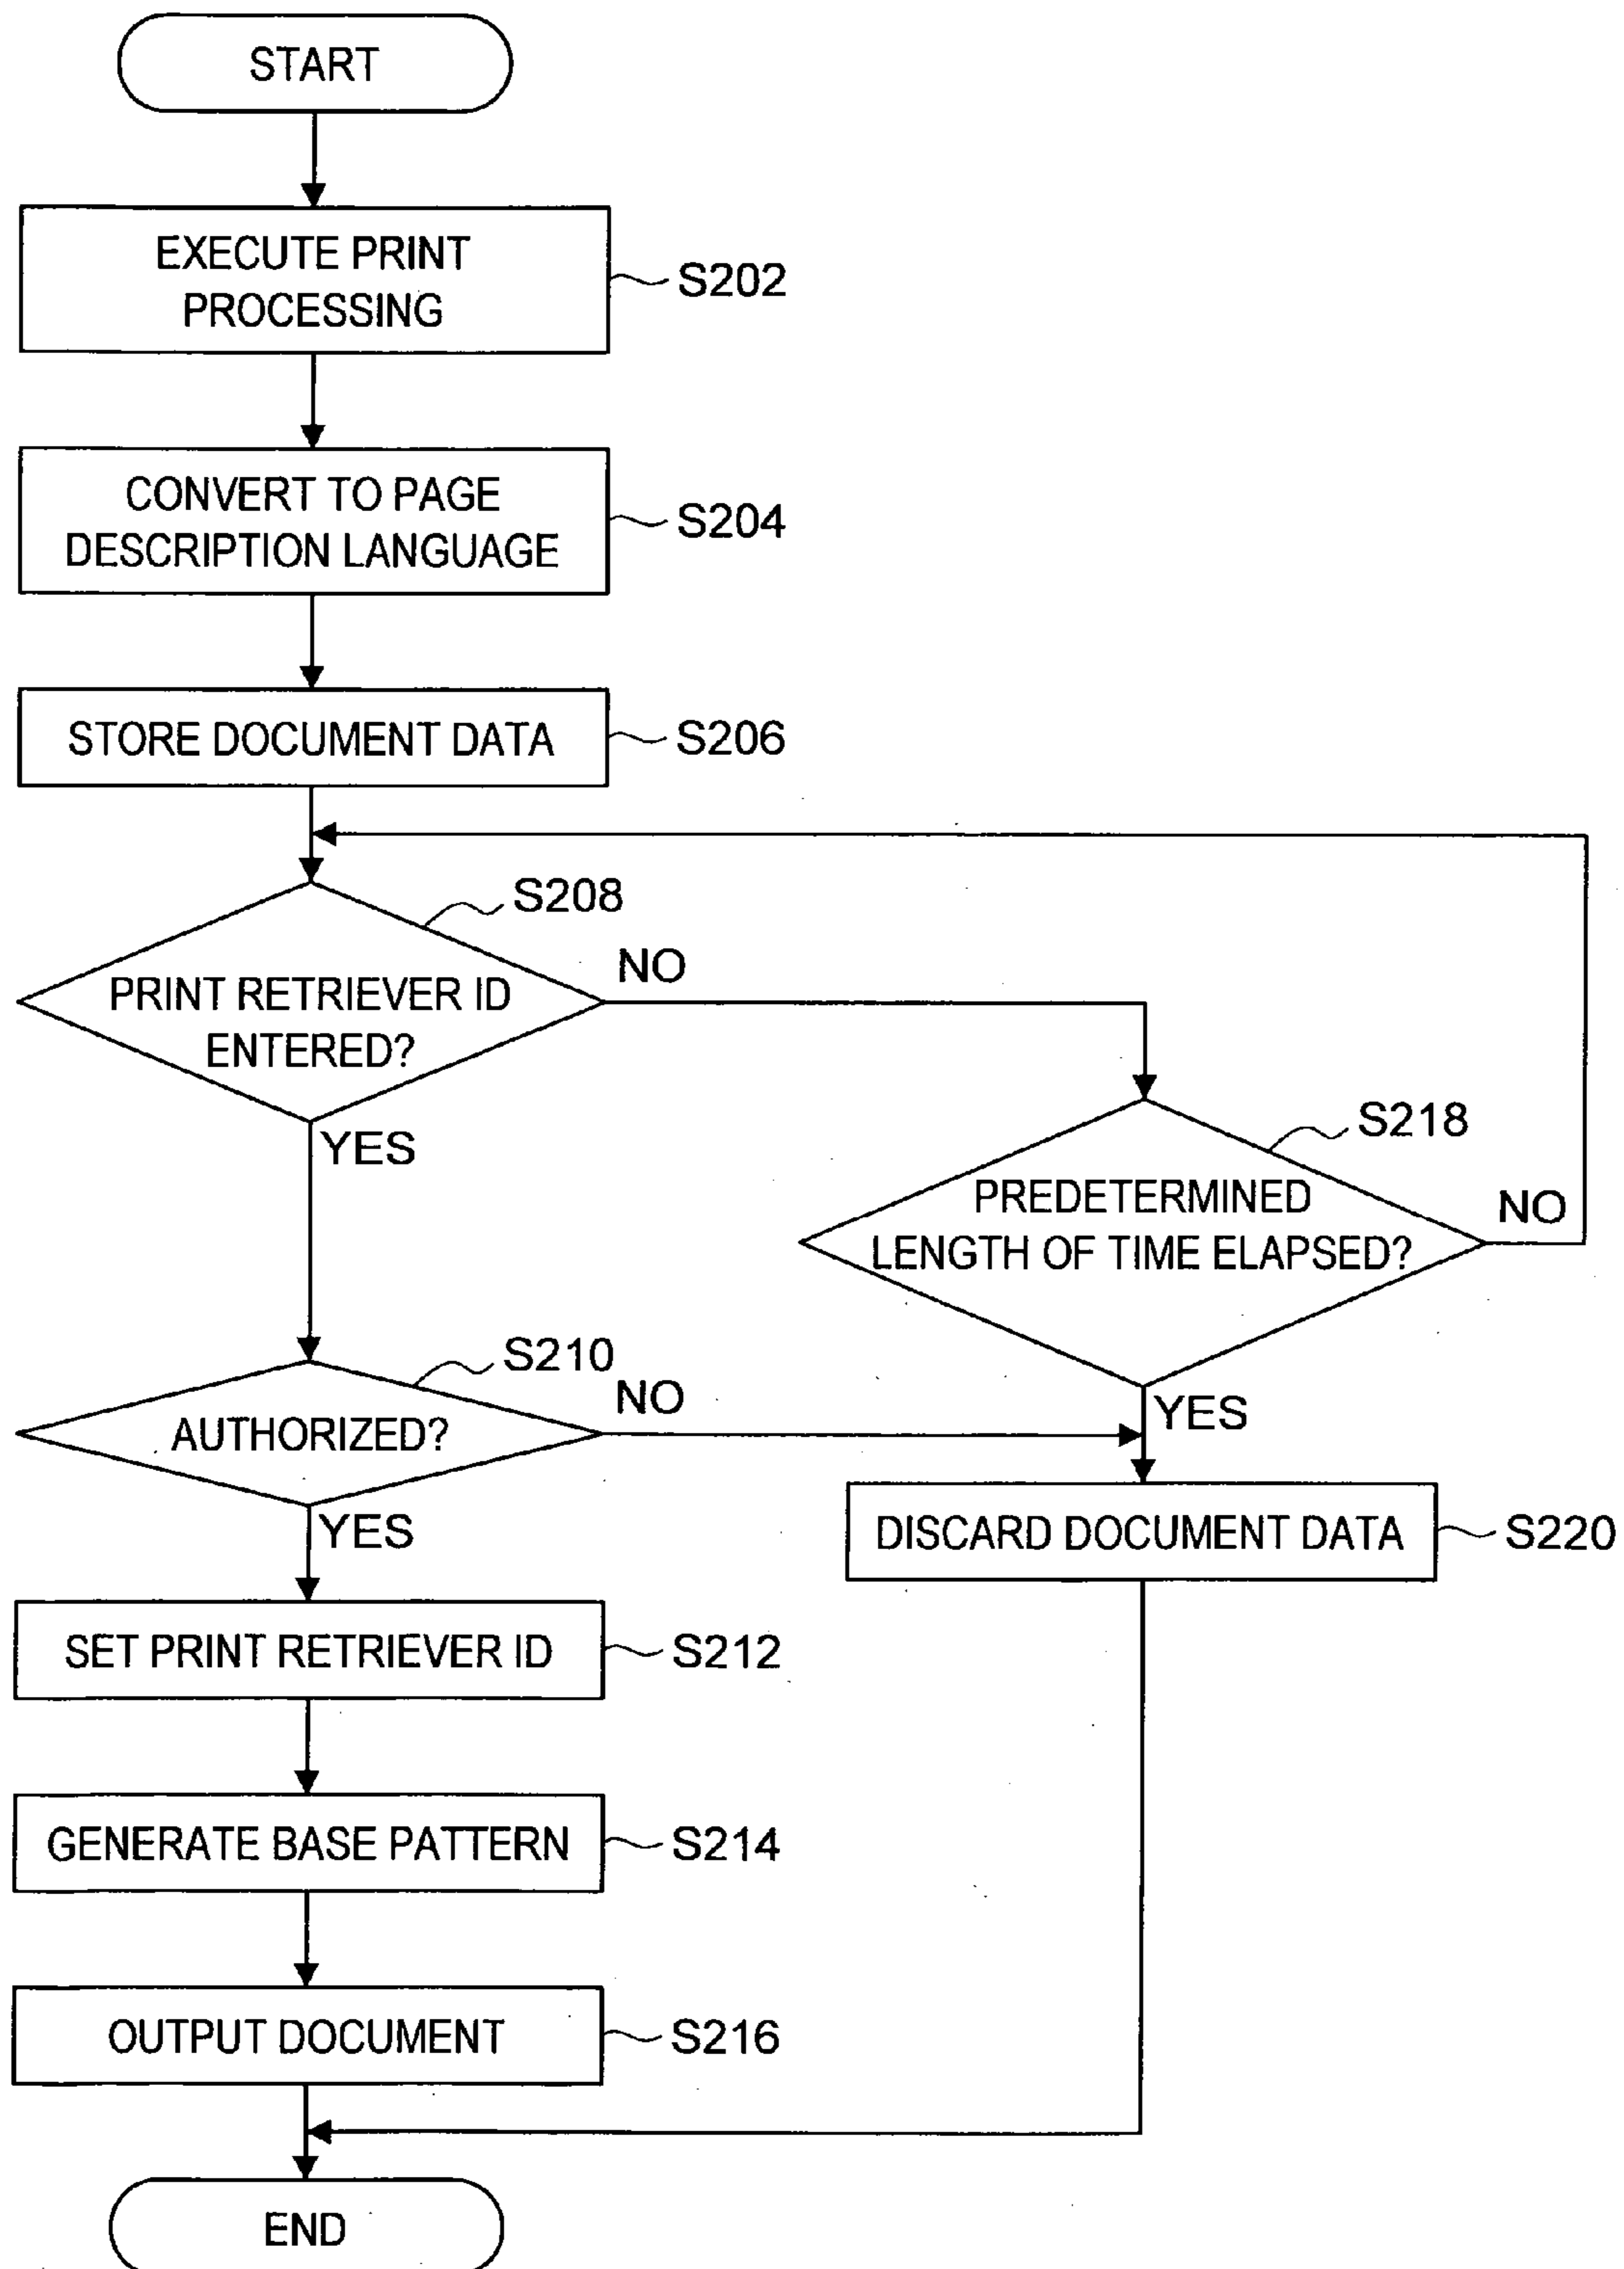 START
EXECUTE PRINT
PROCESSING
S202
CONVERT TO PAGE
DESCRIPTION LANGUAGE
S204
STORE DOCUMENT DATA
S206
S208
PRINT RETRIEVER ID
ENTERED?
NO
YES
S218
PREDETERMINED
LENGTH OF TIME ELAPSED?
NO
YES
S210
AUTHORIZED?
NO
YES
DISCARD DOCUMENT DATA
S220
SET PRINT RETRIEVER ID
S212
GENERATE BASE PATTERN
S214
OUTPUT DOCUMENT
S216
END